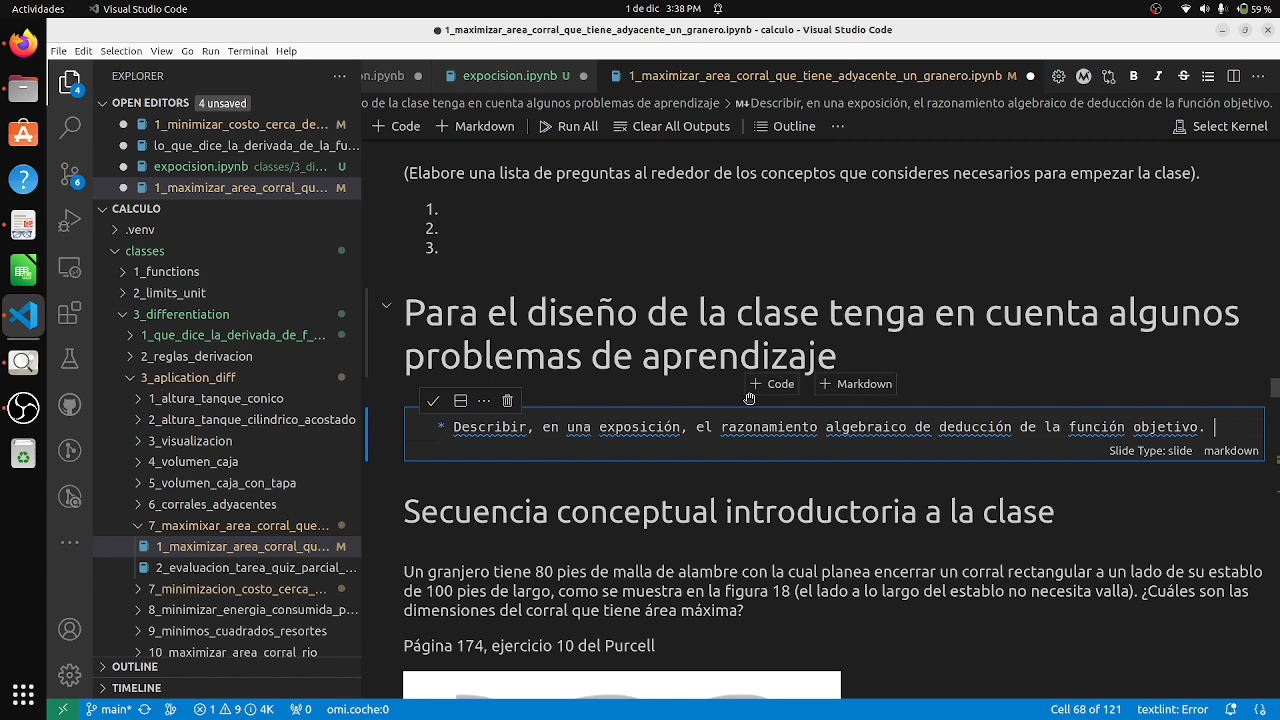 Actividades
Visual Studio Code
1 de dic 3:38 PM
59 %
1_maximizar_area_corral_que_tiene_adyacente_un_granero.ipynb - calculo - Visual Studio Code
File Edit Selection View Go Run Terminal Help
EXPLORER
on.ipynb
expocision.ipynb U
1_maximizar_area_corral_que_tiene_adyacente_un_granero.ipynb M
OPEN EDITORS 4 unsaved
o de la clase tenga en cuenta algunos problemas de aprendizaje > Describir, en una exposición, el razonamiento algebraico de deducción de la función objetivo.
1_minimizar_costo_cerca_de... M
Code
Markdown
Run All
Clear All Outputs
Outline
Select Kernel
lo_que_dice_la_derivada_de_la_fu...
expocision.ipynb classes/3_di... U
1_maximizar_area_corral_qu... M
CALCULO
.venv
classes
1_functions
2_limits_unit
3_differentiation
1_que_dice_la_derivada_de_f_...
2_reglas_derivacion
3_aplication_diff
1_altura_tanque_conico
2_altura_tanque_cilindrico_acostado
3_visualizacion
4_volumen_caja
5_volumen_caja_con_tapa
6_corrales_adyacentes
7_maximixar_area_corral_que...
1_maximizar_area_corral_qu... M
2_evaluacion_tarea_quiz_parcial_...
7_minimizacion_costo_cerca_...
8_minimizar_energia_consumida_p...
9_minimos_cuadrados_resortes
10_maximizar_area_corral_rio
OUTLINE
TIMELINE
4
6
(Elabore una lista de preguntas al rededor de los conceptos que consideres necesarios para empezar la clase).
1.
2.
3.
Para el diseño de la clase tenga en cuenta algunos
problemas de aprendizaje
Code
Markdown
* Describir, en una exposición, el razonamiento algebraico de deducción de la función objetivo.
Slide Type: slide markdown
Secuencia conceptual introductoria a la clase
Un granjero tiene 80 pies de malla de alambre con la cual planea encerrar un corral rectangular a un lado de su establo
de 100 pies de largo, como se muestra en la figura 18 (el lado a lo largo del establo no necesita valla). ¿Cuáles son las
dimensiones del corral que tiene área máxima?
Página 174, ejercicio 10 del Purcell
main*
1
9
4K
0
omi.coche:0
Cell 68 of 121
textlint: Error